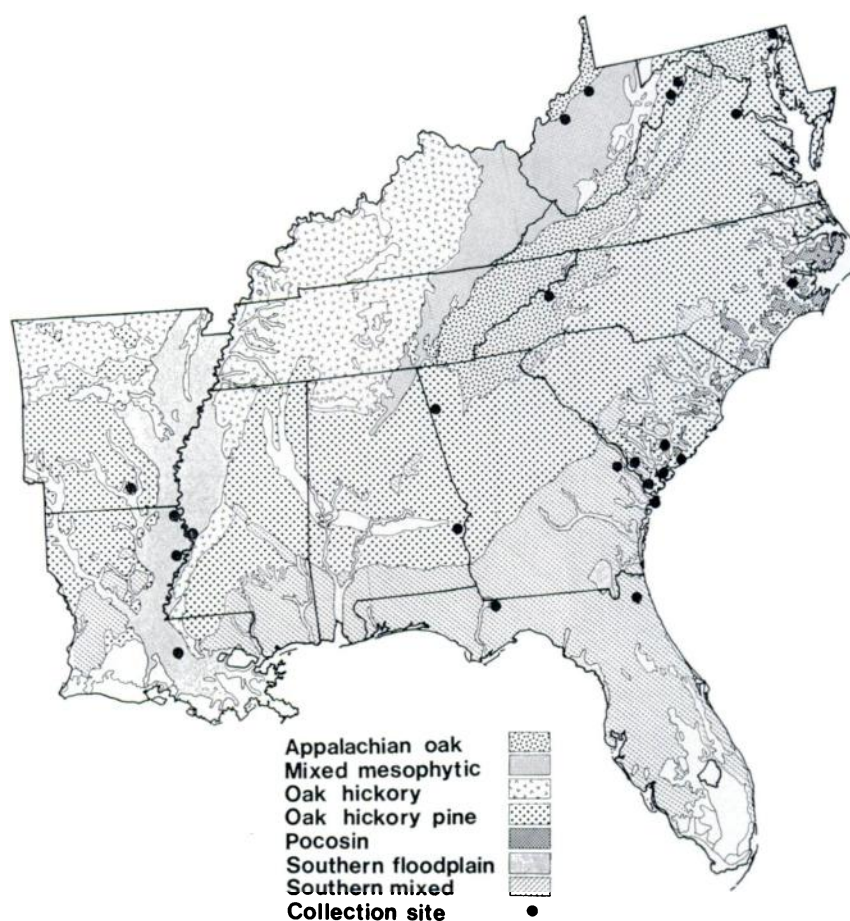 Appalachian oak
Mixed mesophytic
Oak hickory
Oak hickory pine
Pocosin
Southern floodplain
Southern mixed
Collection site